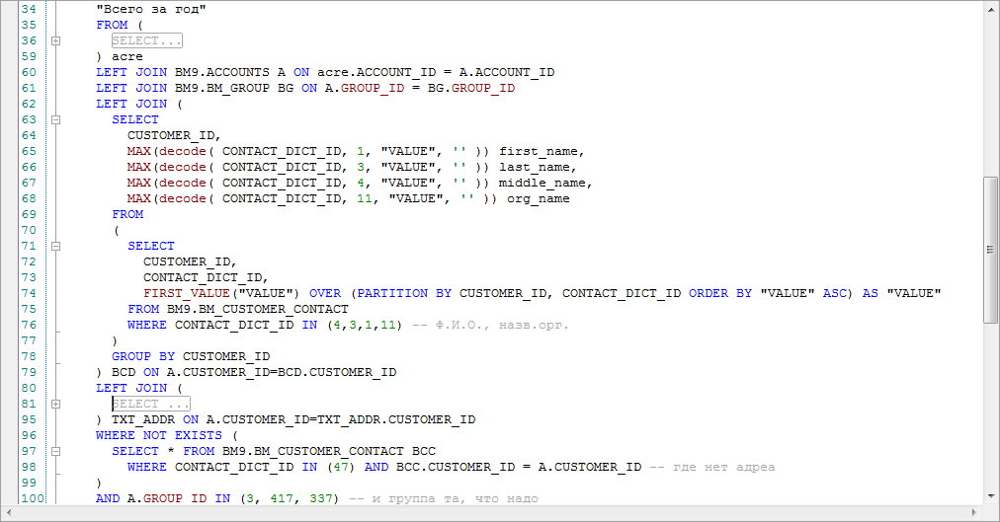 34 "Всего за год"
35 FROM (
36 SELECT...
59 ) acre
60 LEFT JOIN BM9.ACCOUNTS A ON acre.ACCOUNT_ID = A.ACCOUNT_ID
61 LEFT JOIN BM9.BM_GROUP BG ON A.GROUP_ID = BG.GROUP_ID
62 LEFT JOIN (
63 SELECT
64 CUSTOMER_ID,
65 MAX(decode( CONTACT_DICT_ID, 1, "VALUE", '' )) first_name,
66 MAX(decode( CONTACT_DICT_ID, 3, "VALUE", '' )) last_name,
67 MAX(decode( CONTACT_DICT_ID, 4, "VALUE", '' )) middle_name,
68 MAX(decode( CONTACT_DICT_ID, 11, "VALUE", '' )) org_name
69 FROM
70 (
71 SELECT
72 CUSTOMER_ID,
73 CONTACT_DICT_ID,
74 FIRST_VALUE("VALUE") OVER (PARTITION BY CUSTOMER_ID, CONTACT_DICT_ID ORDER BY "VALUE" ASC) AS "VALUE"
75 FROM BM9.BM_CUSTOMER_CONTACT
76 WHERE CONTACT_DICT_ID IN (4,3,1,11) -- Ф.И.О., назв.орг.
77 )
78 GROUP BY CUSTOMER_ID
79 ) BCD ON A.CUSTOMER_ID=BCD.CUSTOMER_ID
80 LEFT JOIN (
81 SELECT ...
95 ) TXT_ADDR ON A.CUSTOMER_ID=TXT_ADDR.CUSTOMER_ID
96 WHERE NOT EXISTS (
97 SELECT * FROM BM9.BM_CUSTOMER_CONTACT BCC
98 WHERE CONTACT_DICT_ID IN (47) AND BCC.CUSTOMER_ID = A.CUSTOMER_ID -- где нет адреа
99 )
100 AND A.GROUP_ID IN (3, 417, 337) -- и группа та, что надо